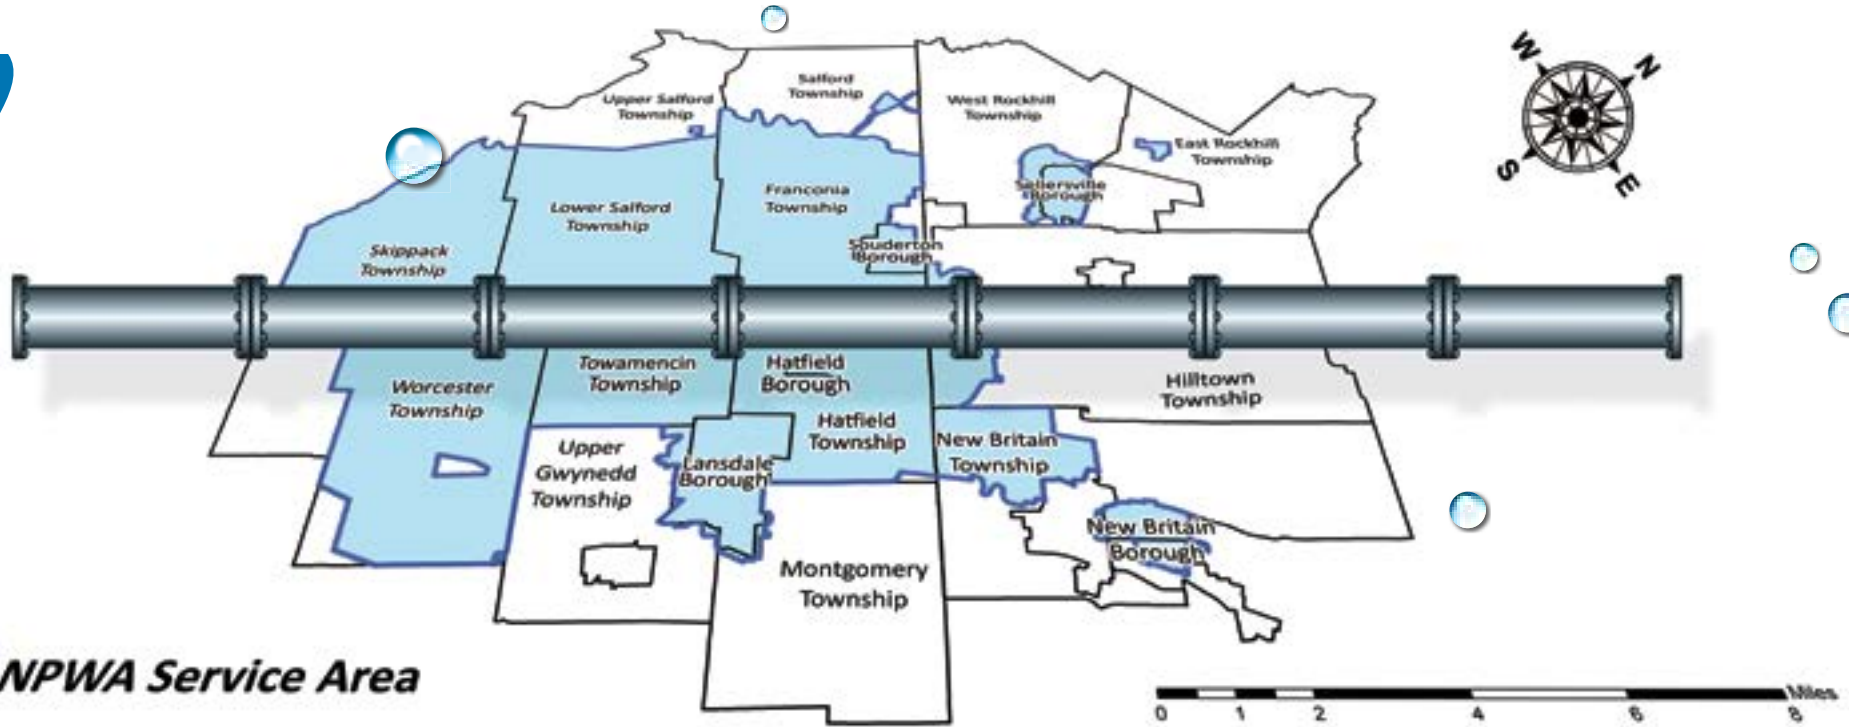 W
N
S
E
Salford
Township
Upper Salford
Township
West Rockhill
Township
East Rockhill
Township
Sellersville
Borough
Franconia
Township
Lower Salford
Township
Skippack
Township
Souderton
Borough
Towamencin
Township
Hatfield
Borough
Worcester
Township
Hilltown
Township
Hatfield
Township
New Britain
Township
Upper
Gwynedd
Township
Lansdale
Borough
New Britain
Borough
Montgomery
Township
NPWA Service Area
Miles
0 1 2 4 6 8